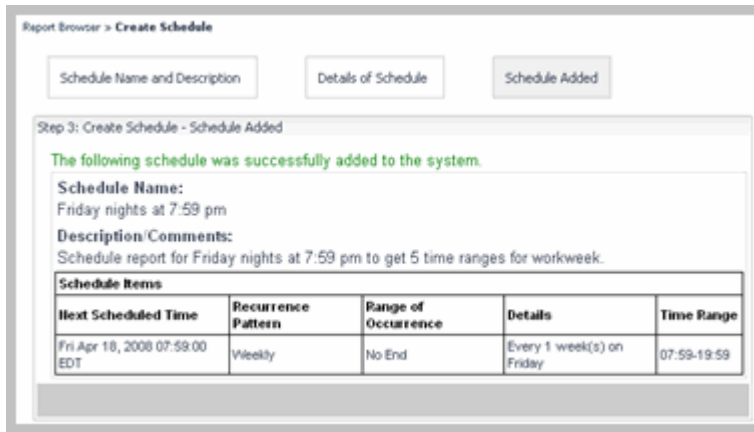 Report Browser > Create Schedule
Schedule Name and Description
Details of Schedule
Schedule Added
Step 3: Create Schedule - Schedule Added
The following schedule was successfully added to the system.
Schedule Name:
Friday nights at 7:59 pm
Description/Comments:
Schedule report for Friday nights at 7:59 pm to get 5 time ranges for workweek.
Schedule Items
Next Scheduled Time
Recurrence
Pattern
Range of
Occurrence
Details
Time Range
Fri Apr 18, 2008 07:59:00
EDT
Weekly
No End
Every 1 week(s) on
Friday
07:59-19:59